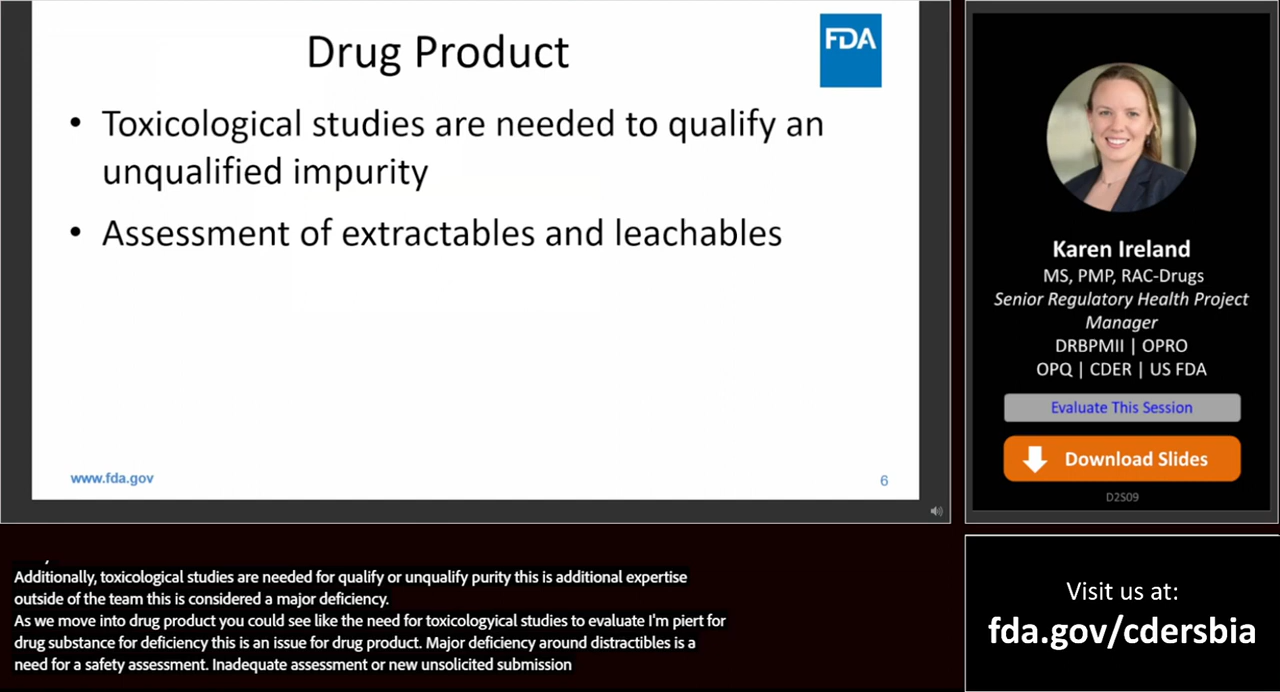 Drug Product
FDA
• Toxicological studies are needed to qualify an
unqualified impurity
• Assessment of extractables and leachables
www.fda.gov
6
Karen Ireland
MS, PMP, RAC-Drugs
Senior Regulatory Health Project
Manager
DRBPMII | OPRO
OPQ | CDER | US FDA
Evaluate This Session
Download Slides
D2S09
Additionally, toxicological studies are needed for qualify or unqualify purity this is additional expertise
outside of the team this is considered a major deficiency.
As we move into drug product you could see like the need for toxicologyical studies to evaluate I'm piert for
drug substance for deficiency this is an issue for drug product. Major deficiency around distractibles is a
need for a safety assessment. Inadequate assessment or new unsolicited submission
Visit us at:
fda.gov/cdersbia